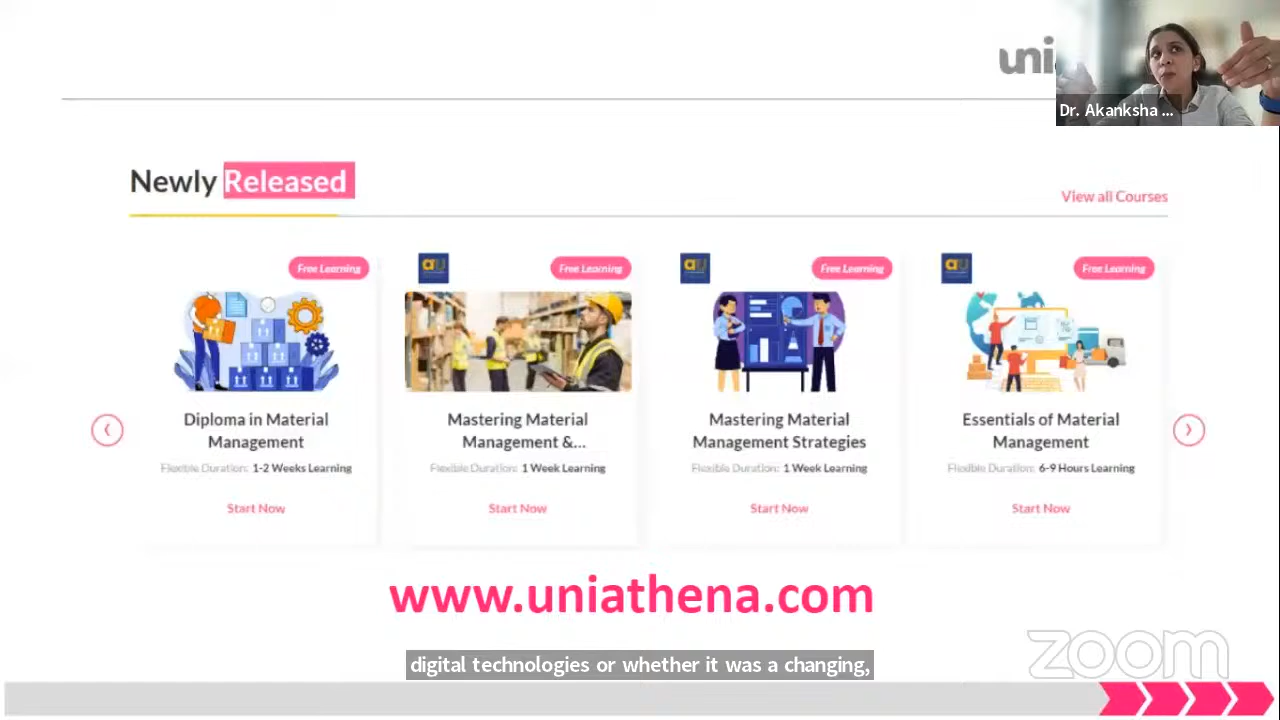 uni
Dr. Akanksha ...
Newly Released
View all Courses
Free Learning
Free Learning
Free Learning
Free Learning
Diploma in Material
Management
Flexible Duration: 1-2 Weeks Learning
Start Now
Mastering Material
Management &...
Flexible Duration: 1 Week Learning
Start Now
Mastering Material
Management Strategies
Flexible Duration: 1 Week Learning
Start Now
Essentials of Material
Management
Flexible Duration: 6-9 Hours Learning
Start Now
www.uniathena.com
digital technologies or whether it was a changing,
zoom